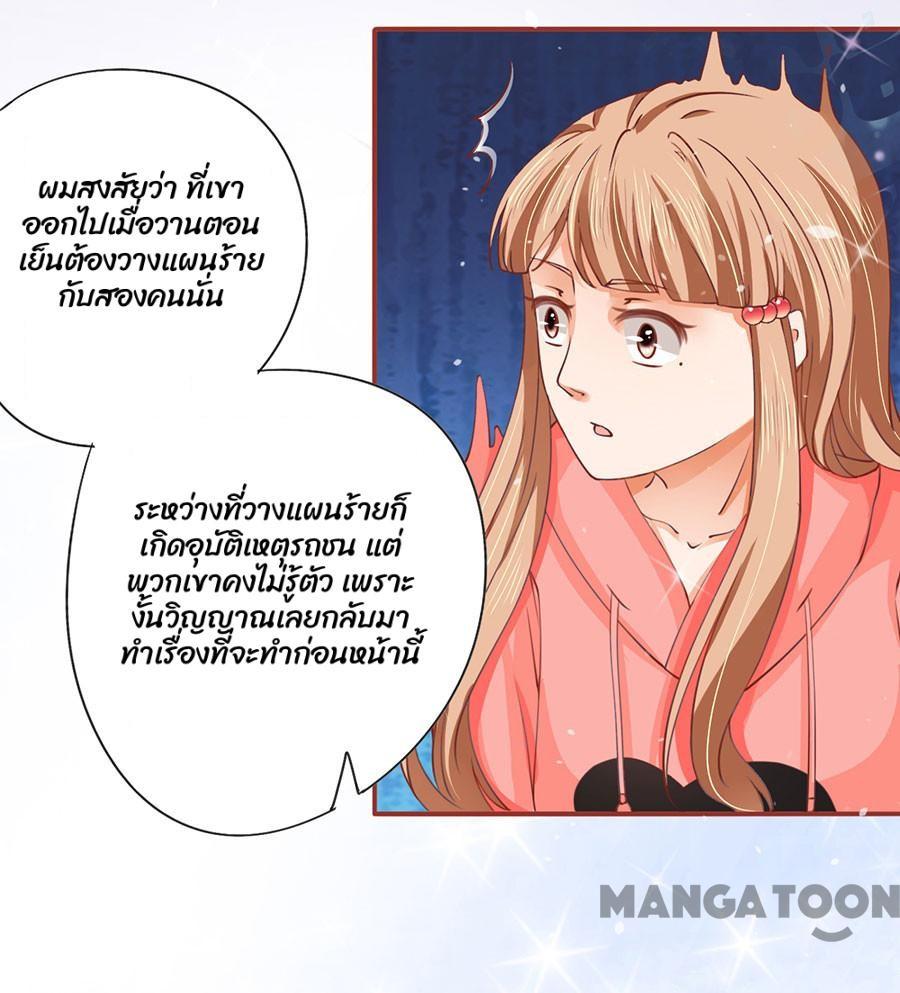 ผมสงสัยว่า ที่เขา
ออกไปเมื่อวานตอน
เย็นต้องวางแผนร้าย
กับสองคนนั่น
ระหว่างที่วางแผนร้ายก็
เกิดอุบัติเหตุรถชน แต่
พวกเขาคงไม่รู้ตัว เพราะ
งั้นวิญญาณเลยกลับมา
ทำเรื่องที่จะทำก่อนหน้านี้
MANGATOON